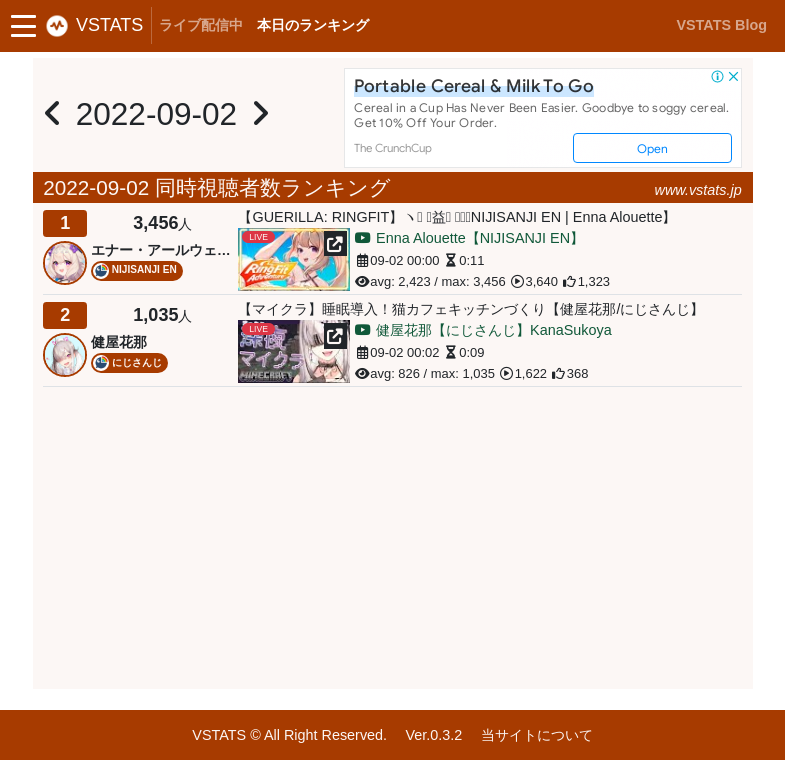 VSTATS ライブ配信中 本日のランキング VSTATS Blog
2022-09-02
Portable Cereal & Milk To Go
Cereal in a Cup Has Never Been Easier. Goodbye to soggy cereal.
Get 10% Off Your Order.
The CrunchCup
Open
2022-09-02 同時視聴者数ランキング www.vstats.jp
1 3,456人
エナー・アールウェ…
NIJISANJI EN
【GUERILLA: RINGFIT】ヽ 益 NIJISANJI EN | Enna Alouette】
LIVE
RingFit
Adventure
Enna Alouette【NIJISANJI EN】
09-02 00:00 0:11
avg: 2,423 / max: 3,456 3,640 1,323
2 1,035人
健屋花那
にじさんじ
【マイクラ】睡眠導入！猫カフェキッチンづくり【健屋花那/にじさんじ】
LIVE
深夜
マイクラ
MINECRAFT
健屋花那【にじさんじ】KanaSukoya
09-02 00:02 0:09
avg: 826 / max: 1,035 1,622 368
VSTATS © All Right Reserved. Ver.0.3.2 当サイトについて